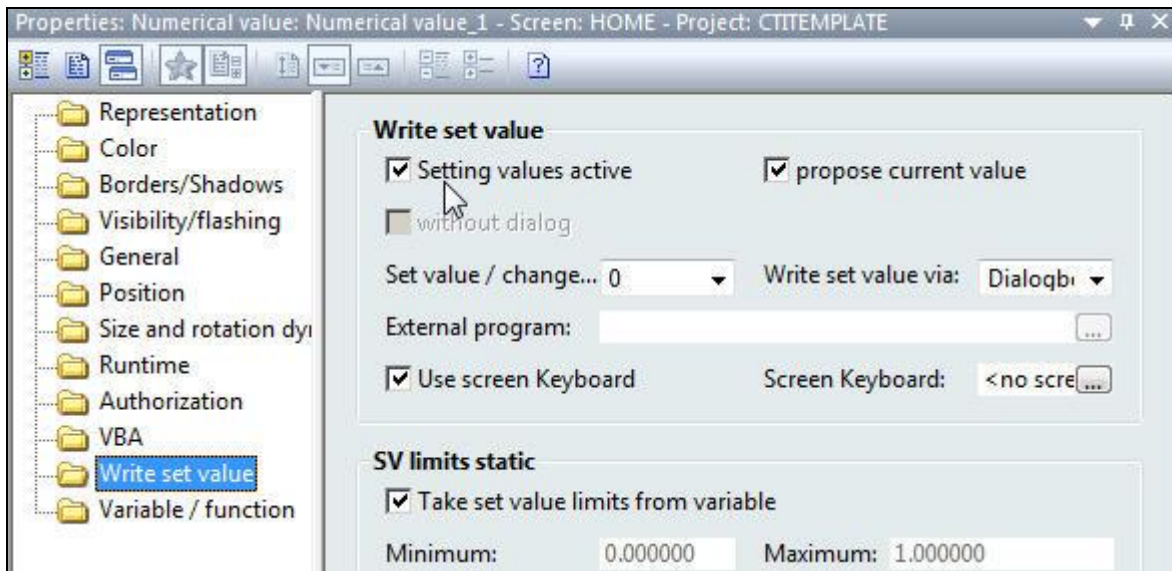 Properties: Numerical value: Numerical value_1 - Screen: HOME - Project: CTITEMPLATE
Representation
Color
Borders/Shadows
Visibility/flashing
General
Position
Size and rotation dyı
Runtime
Authorization
VBA
Write set value
Variable / function
Write set value
Setting values active propose current value
without dialog
Set value / change... 0 Write set value via: Dialogb
External program: ...
Use screen Keyboard Screen Keyboard: <no scre ...
SV limits static
Take set value limits from variable
Minimum: 0.000000 Maximum: 1.000000